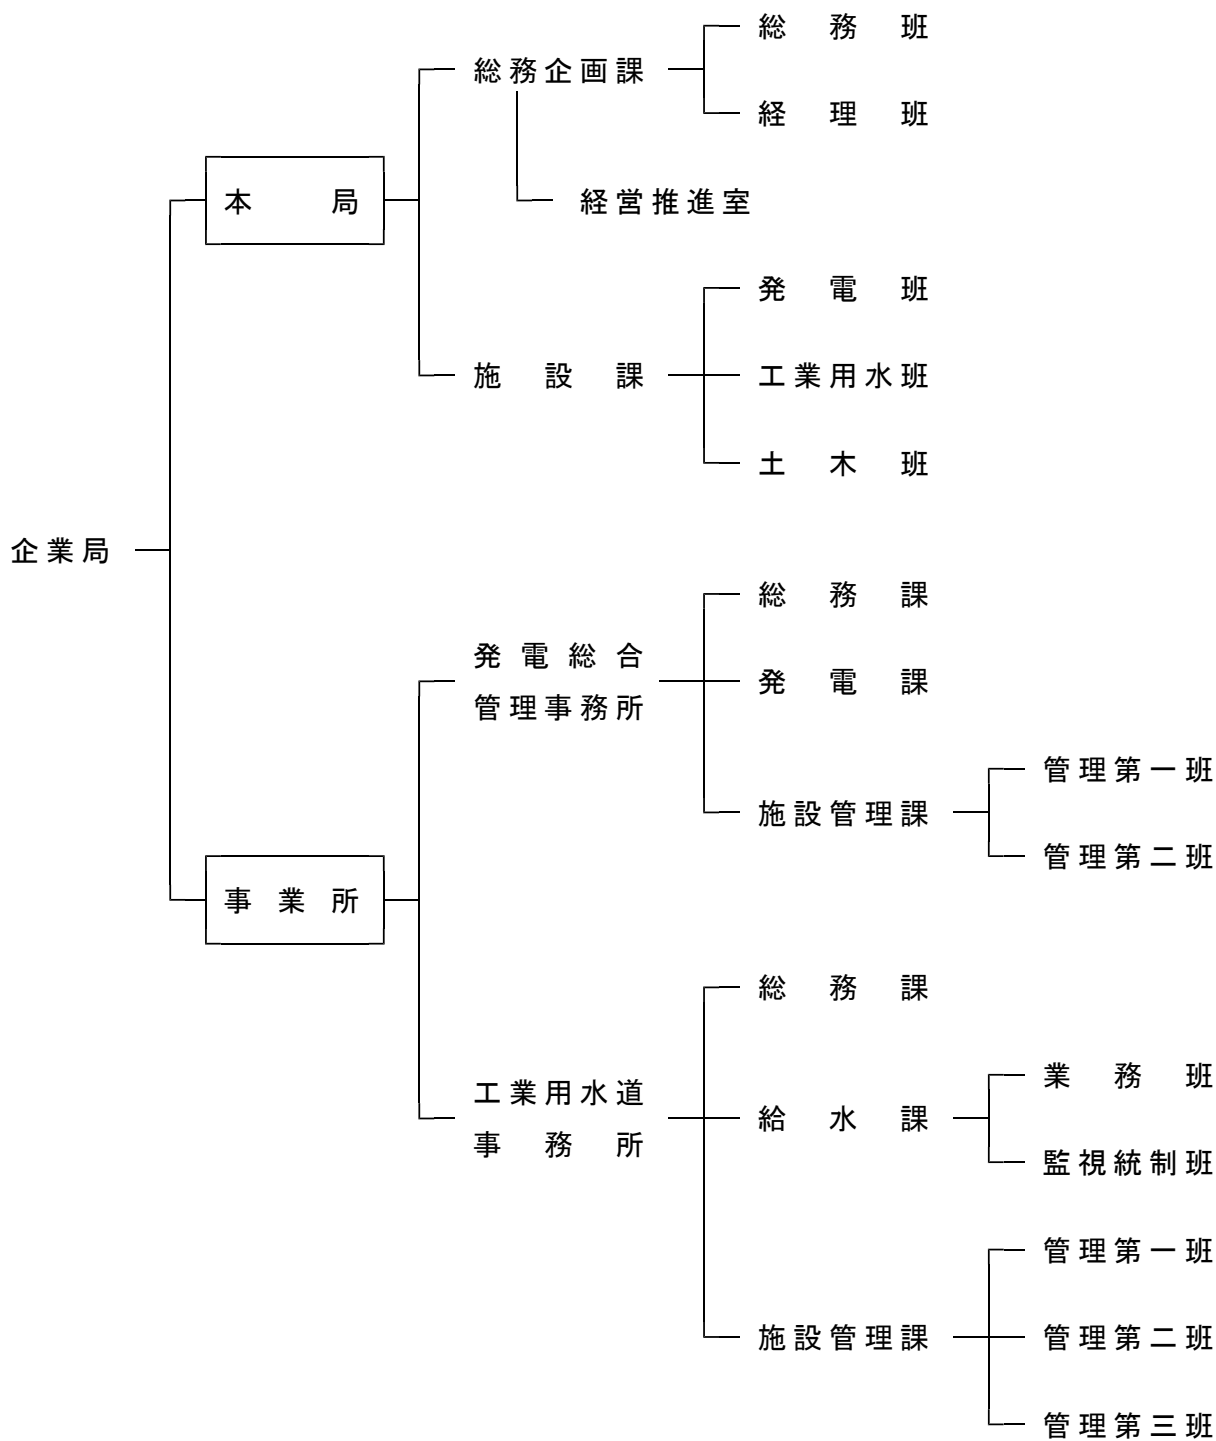 総務班
総務企画課
経理班
本局
経営推進室
発電班
施設課
工業用水班
土木班
企業局
総務課
発電総合
管理事務所
発電課
管理第一班
施設管理課
管理第二班
事業所
総務課
業務班
工業用水道
事務所
給水課
監視統制班
管理第一班
施設管理課
管理第二班
管理第三班